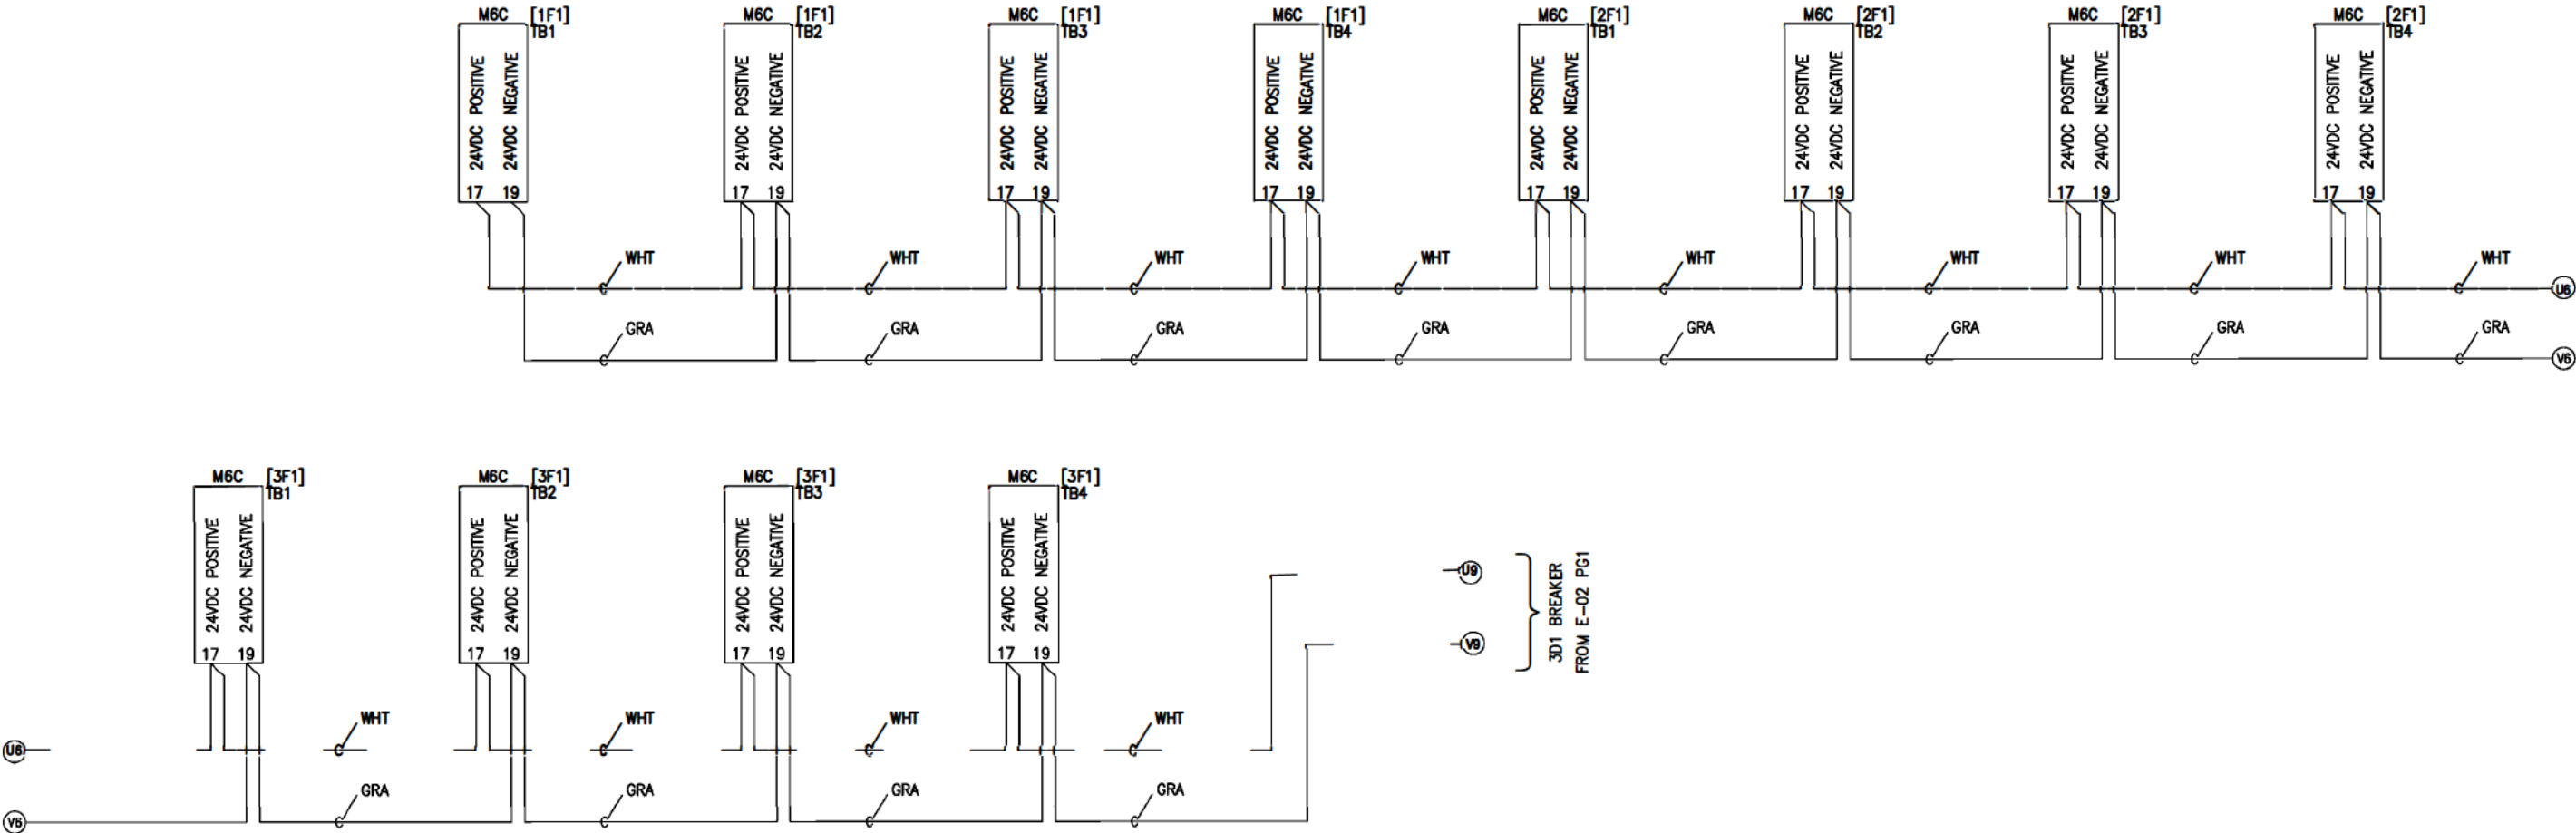 M6C [1F1]
TB1
24VDC POSITIVE
24VDC NEGATIVE
17 19
M6C [1F1]
TB2
24VDC POSITIVE
24VDC NEGATIVE
17 19
M6C [1F1]
TB3
24VDC POSITIVE
24VDC NEGATIVE
17 19
M6C [1F1]
TB4
24VDC POSITIVE
24VDC NEGATIVE
17 19
M6C [2F1]
TB1
24VDC POSITIVE
24VDC NEGATIVE
17 19
M6C [2F1]
TB2
24VDC POSITIVE
24VDC NEGATIVE
17 19
M6C [2F1]
TB3
24VDC POSITIVE
24VDC NEGATIVE
17 19
M6C [2F1]
TB4
24VDC POSITIVE
24VDC NEGATIVE
17 19
WHT WHT WHT WHT WHT WHT WHT WHT
U6
GRA GRA GRA GRA GRA GRA GRA GRA
V6
M6C [3F1]
TB1
24VDC POSITIVE
24VDC NEGATIVE
17 19
M6C [3F1]
TB2
24VDC POSITIVE
24VDC NEGATIVE
17 19
M6C [3F1]
TB3
24VDC POSITIVE
24VDC NEGATIVE
17 19
M6C [3F1]
TB4
24VDC POSITIVE
24VDC NEGATIVE
17 19
U9
V9
3D1 BREAKER
FROM E-02 PG1
WHT WHT WHT WHT
U6
GRA GRA GRA GRA
V6